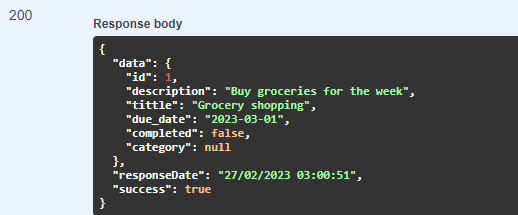 200
Response body
{
"data": {
"id": 1,
"description": "Buy groceries for the week",
"tittle": "Grocery shopping",
"due_date": "2023-03-01",
"completed": false,
"category": null
},
"responseDate": "27/02/2023 03:00:51",
"success": true
}